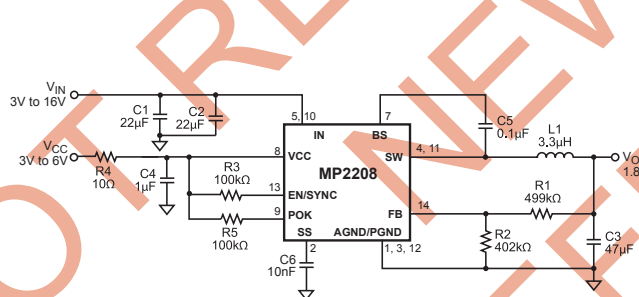 VIN
3V to 16V
C1
22µF
C2
22µF
5, 10
7
IN
BS
C5
0.1µF
L1
3.3µH
VCC
3V to 6V
R4
10Ω
C4
1µF
8
VCC
MP2208
SW
4, 11
VO
1.8
R3
100kΩ
13
EN/SYNC
R1
499kΩ
14
FB
9
POK
R5
100kΩ
SS
AGND/PGND
2
1, 3, 12
R2
402kΩ
C3
47µF
C6
10nF